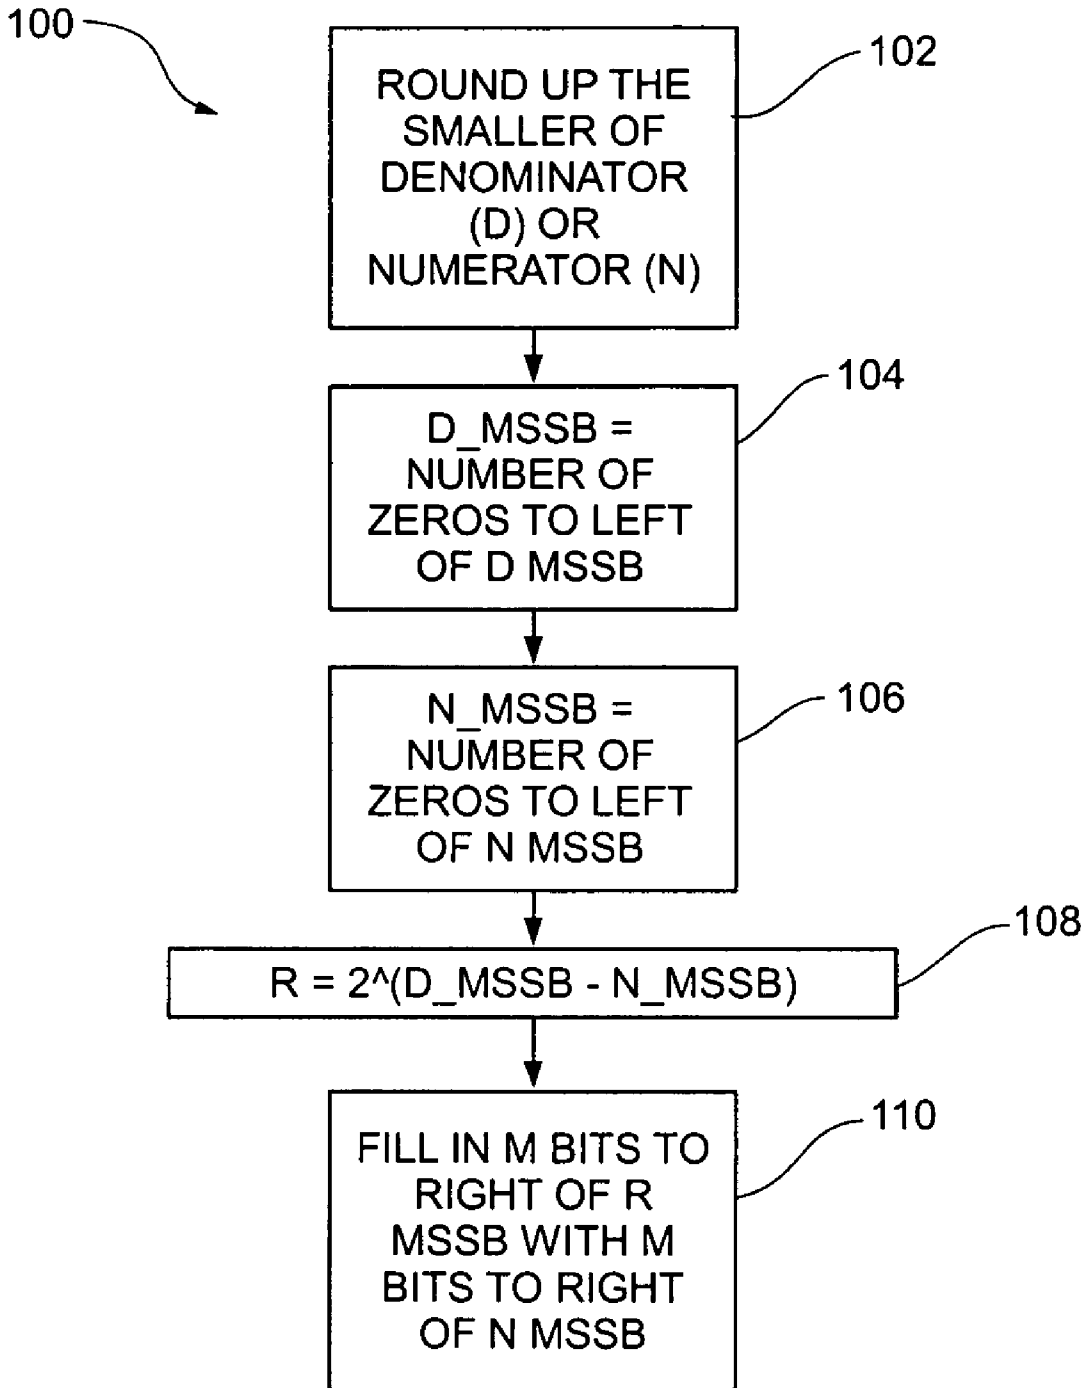 100
102
ROUND UP THE
SMALLER OF
DENOMINATOR
(D) OR
NUMERATOR (N)
104
D_MSSB =
NUMBER OF
ZEROS TO LEFT
OF D MSSB
106
N_MSSB =
NUMBER OF
ZEROS TO LEFT
OF N MSSB
108
R = 2^(D_MSSB - N_MSSB)
110
FILL IN M BITS TO
RIGHT OF R
MSSB WITH M
BITS TO RIGHT
OF N MSSB